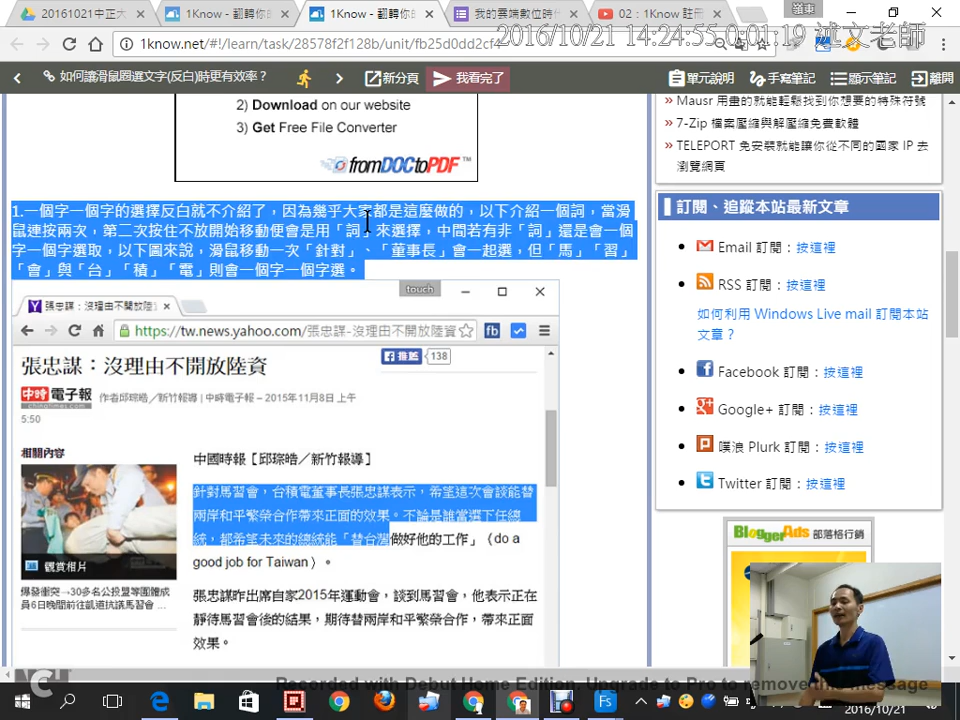 20161021中正大
1Know - 翻轉你的
1Know - 翻轉你的
我的雲端數位時代
02：1Know 註冊
1know.net/#!/learn/task/28578f2f128b/unit/fb25d0dd2cf4
2016/10/21 14:24:55 0:01:19 述文老師
如何讓滑鼠圈選文字(反白)時更有效率？
新分頁
我看完了
單元說明
手寫筆記
顯示筆記
離開
2) Download on our website
3) Get Free File Converter
fromDOCtoPDF™
1.一個字一個字的選擇反白就不介紹了，因為幾乎大家都是這麼做的，以下介紹一個詞，當滑
鼠連按兩次，第二次按住不放開始移動便會是用「詞」來選擇，中間若有非「詞」還是會一個
字一個字選取，以下圖來說，滑鼠移動一次「針對」、「董事長」會一起選，但「馬」「習」
「會」與「台」「積」「電」則會一個字一個字選。
touch
張忠謀：沒理由不開放陸資
https://tw.news.yahoo.com/張忠謀-沒理由不開放陸資
張忠謀：沒理由不開放陸資
推薦 138
中時電子報
作者邱琮皓／新竹報導 | 中時電子報 – 2015年11月8日 上午
5:50
相關內容
觀賞相片
爆發衝突→30多名公投盟等團體成
員6日晚間前往凱道抗議馬習會 ...
中國時報【邱琮皓／新竹報導】
針對馬習會，台積電董事長張忠謀表示，希望這次會談能替
兩岸和平繁榮合作帶來正面的效果。不論是誰當選下任總
統，都希望未來的總統能「替台灣做好他的工作」（do a
good job for Taiwan）。
張忠謀昨出席自家2015年運動會，談到馬習會，他表示正在
靜待馬習會後的結果，期待替兩岸和平繁榮合作，帶來正面
效果。
Mausr 用畫的就能輕鬆找到你想要的特殊符號
7-Zip 檔案壓縮與解壓縮免費軟體
TELEPORT 免安裝就能讓你從不同的國家 IP 去
瀏覽網頁
訂閱、追蹤本站最新文章
Email 訂閱：按這裡
RSS 訂閱：按這裡
如何利用 Windows Live mail 訂閱本站
文章？
Facebook 訂閱：按這裡
Google+ 訂閱：按這裡
噗浪 Plurk 訂閱：按這裡
Twitter 訂閱：按這裡
BloggerAds 部落格行銷
Recorded with Debut Home Edition. Upgrade to Pro to remove this message
2016/10/21